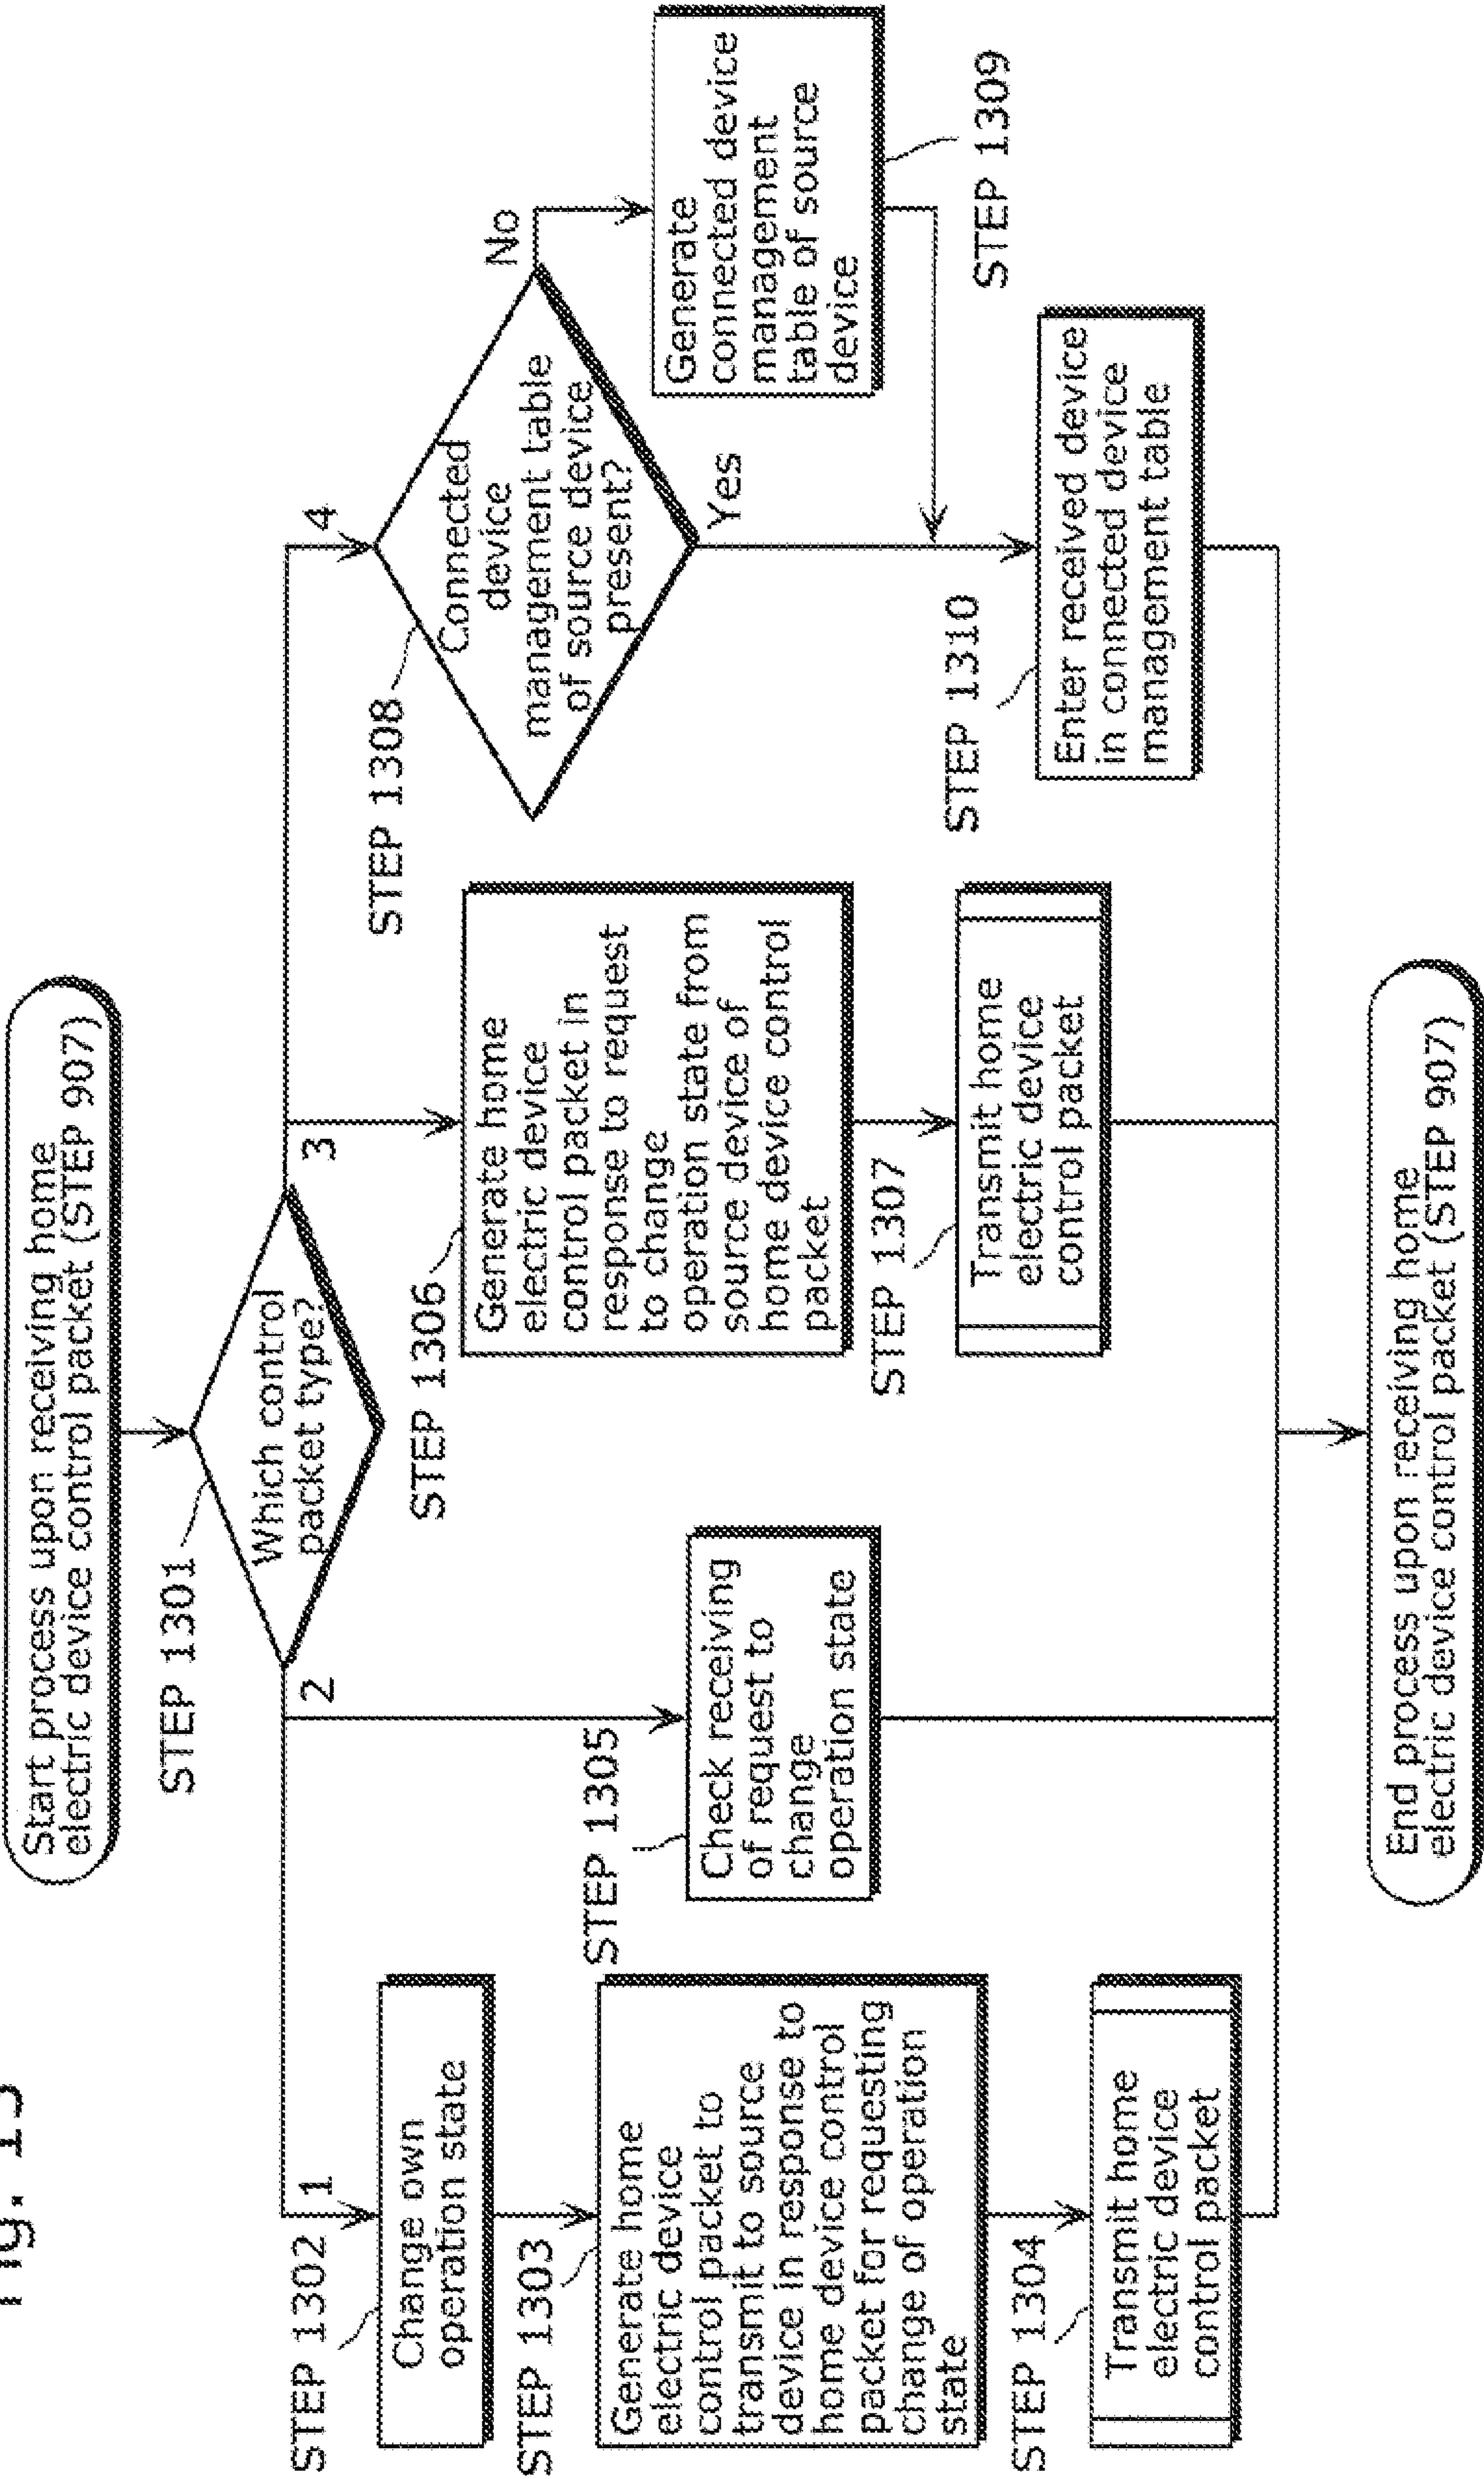 Fig. 13
Start process upon receiving home
electric device control packet (STEP 907)
STEP 1301
Which control
packet type?
1
2
3
4
STEP 1302
Change own
operation state
STEP 1303
Generate home
electric device
control packet to
transmit to source
device in response to
home device control
packet for requesting
change of operation
state
STEP 1304
Transmit home
electric device
control packet
STEP 1305
Check receiving
of request to
change
operation state
STEP 1306
Generate home
electric device
control packet in
response to request
to change
operation state from
source device of
home device control
packet
STEP 1307
Transmit home
electric device
control packet
STEP 1308
Connected
device
management table
of source device
present?
No
Yes
Generate
connected device
management
table of source
device
STEP 1309
STEP 1310
Enter received device
in connected device
management table
End process upon receiving home
electric device control packet (STEP 907)